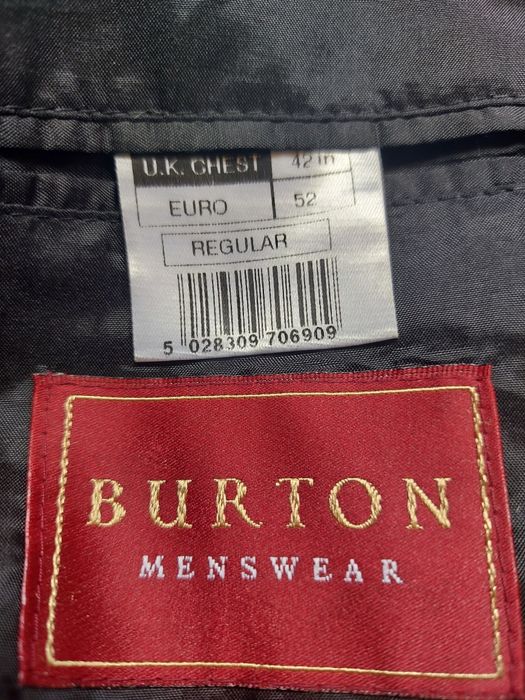 U.K. CHEST 42 in
EURO 52
REGULAR
5 028309 706909
BURTON
MENSWEAR